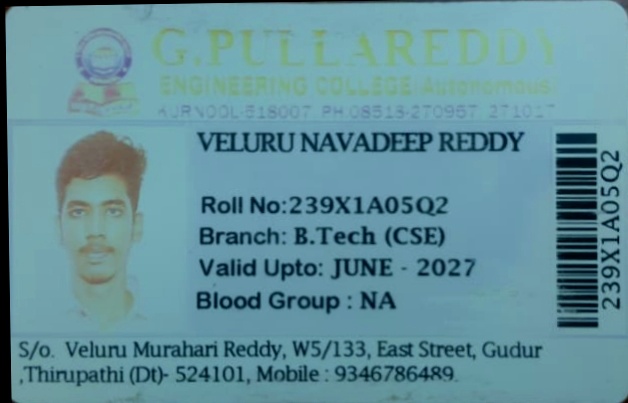 G.PULLAREDDY
ENGINEERING COLLEGE(Autonomous)
KURNOOL-518007. PH:08518-270957, 271017
VELURU NAVADEEP REDDY
Roll No:239X1A05Q2
Branch: B.Tech (CSE)
Valid Upto: JUNE - 2027
Blood Group : NA
239X1A05Q2
S/o. Veluru Murahari Reddy, W5/133, East Street, Gudur
,Thirupathi (Dt)- 524101, Mobile : 9346786489.